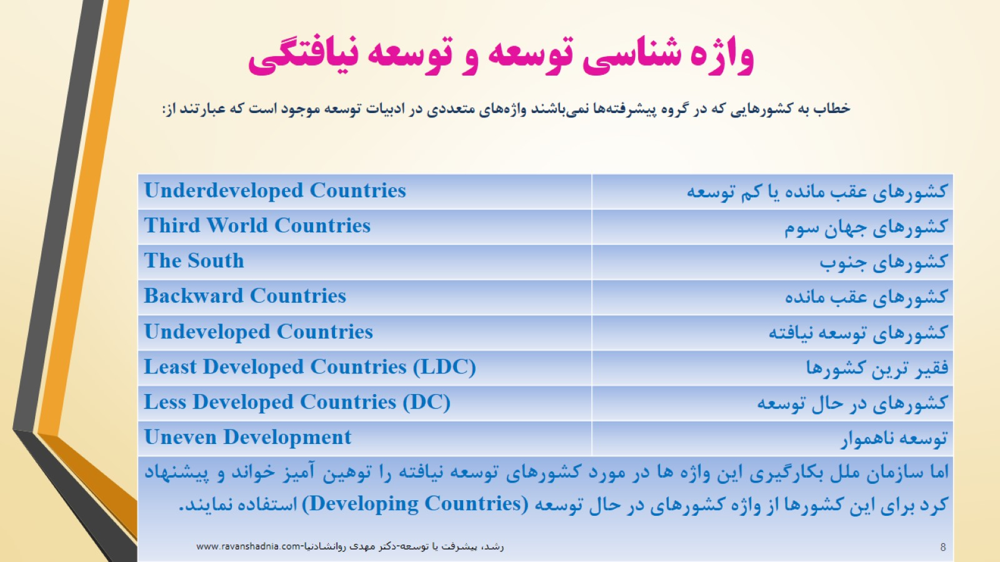 واژه شناسی توسعه و توسعه نیافتگی
خطاب به کشورهایی که در گروه پیشرفته‌ها نمی‌باشند واژه‌های متعددی در ادبیات توسعه موجود است که عبارتند از:
کشورهای عقب مانده یا کم توسعه Underdeveloped Countries
کشورهای جهان سوم Third World Countries
کشورهای جنوب The South
کشورهای عقب مانده Backward Countries
کشورهای توسعه نیافته Undeveloped Countries
فقیر ترین کشورها Least Developed Countries (LDC)
کشورهای در حال توسعه Less Developed Countries (DC)
توسعه ناهموار Uneven Development
اما سازمان ملل بکارگیری این واژه ها در مورد کشورهای توسعه نیافته را توهین آمیز خواند و پیشنهاد
کرد برای این کشورها از واژه کشورهای در حال توسعه (Developing Countries) استفاده نمایند.
رشد، پیشرفت یا توسعه-دکتر مهدی روانشادنیا-www.ravanshadnia.com
8